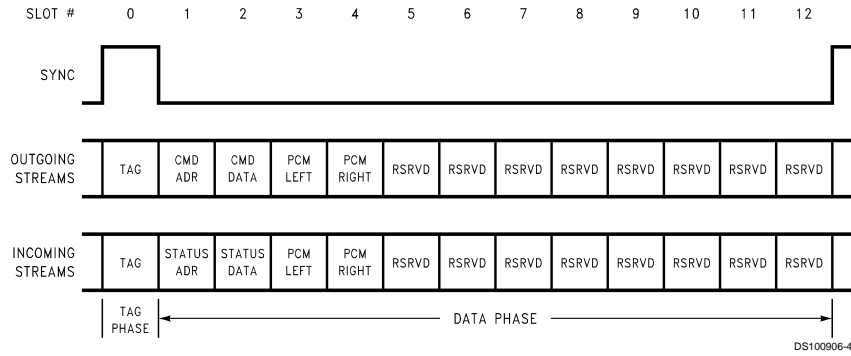 SLOT # 0 1 2 3 4 5 6 7 8 9 10 11 12
SYNC
OUTGOING STREAMS
TAG
CMD ADR
CMD DATA
PCM LEFT
PCM RIGHT
RSRVD RSRVD RSRVD RSRVD RSRVD RSRVD RSRVD RSRVD
INCOMING STREAMS
TAG
STATUS ADR
STATUS DATA
PCM LEFT
PCM RIGHT
RSRVD RSRVD RSRVD RSRVD RSRVD RSRVD RSRVD RSRVD
TAG PHASE
DATA PHASE
DS100906-4